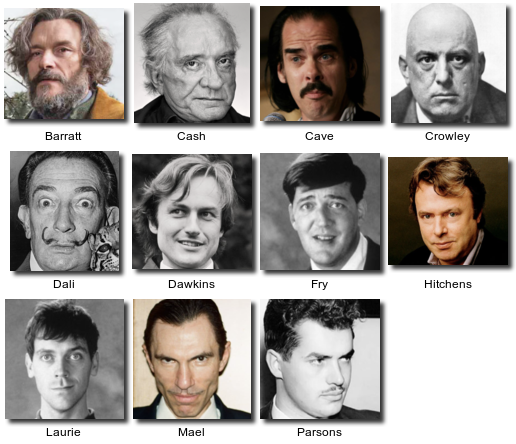 Barratt
Cash
Cave
Crowley
Dali
Dawkins
Fry
Hitchens
Laurie
Mael
Parsons